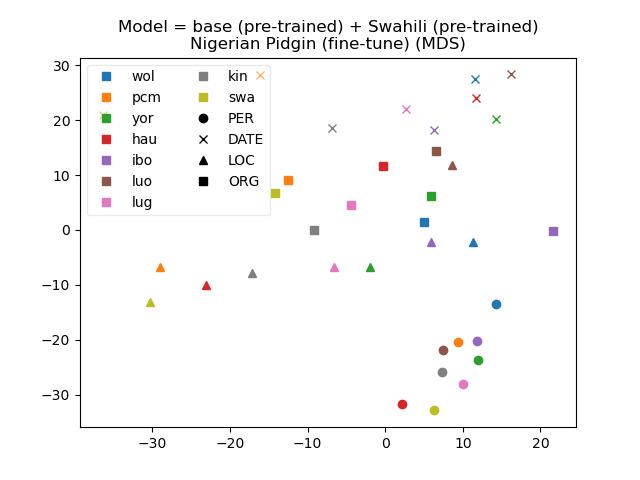 Model = base (pre-trained) + Swahili (pre-trained)
Nigerian Pidgin (fine-tune) (MDS)
30
20
10
0
−10
−20
−30
wol
pcm
yor
hau
ibo
luo
lug
kin
swa
PER
DATE
LOC
ORG
−30 −20 −10 0 10 20